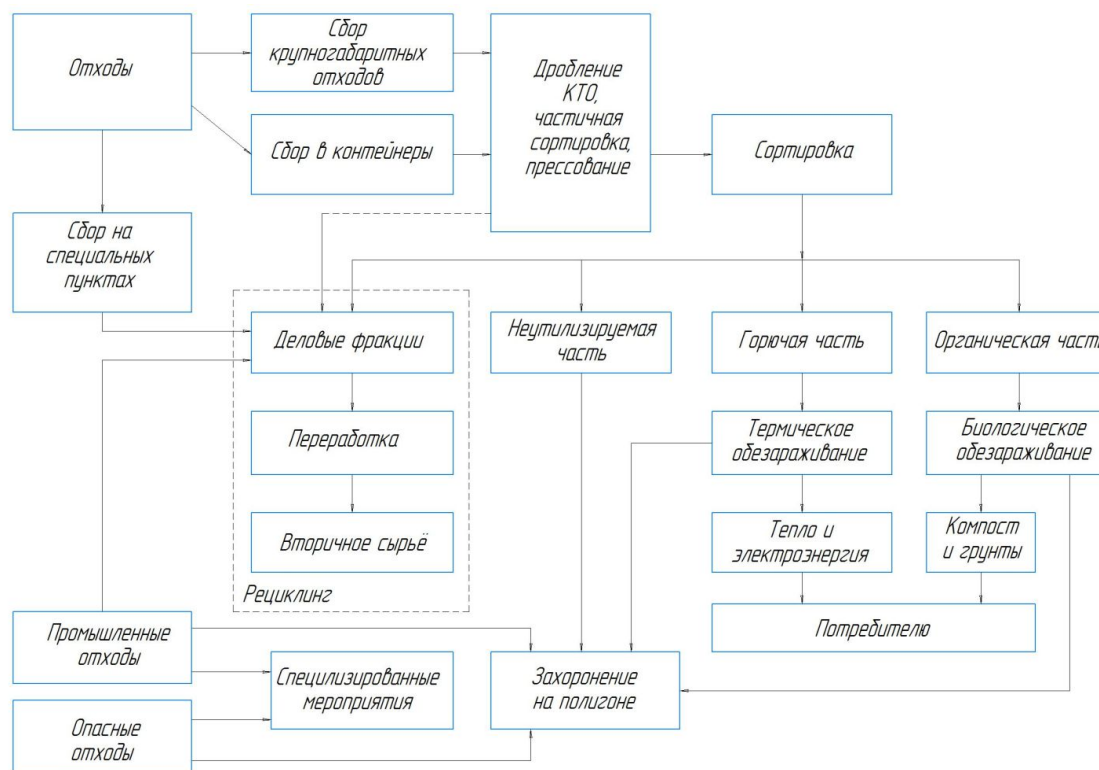 Отходы
Сбор
крупногабаритных
отходов
Дробление
КТО,
частичная
сортировка,
прессование
Сбор в контейнеры
Сортировка
Сбор на
специальных
пунктах
Деловые фракции
Неутилизируемая
часть
Горючая часть
Органическая часть
Переработка
Термическое
обезараживание
Биологическое
обезараживание
Вторичное сырьё
Тепло и
электроэнергия
Компост
и грунты
Рециклинг
Потребителю
Промышленные
отходы
Специлизированные
мероприятия
Захоронение
на полигоне
Опасные
отходы